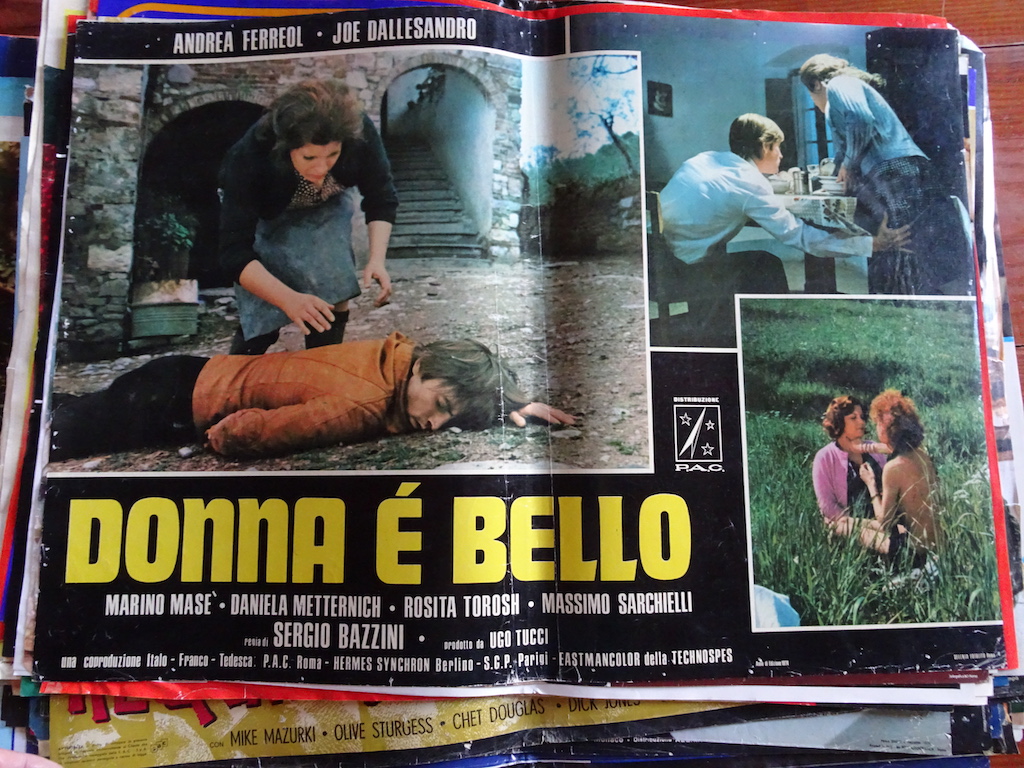 ANDREA FERREOL • JOE DALLESANDRO
DISTRIBUZIONE
P.A.C.
DONNA É BELLO
MARINO MASE' • DANIELA METTERNICH • ROSITA TOROSH • MASSIMO SARCHIELLI
regia di SERGIO BAZZINI • prodotto da UGO TUCCI
una coproduzione Italo - Franco - Tedesca: P.A.C. Roma - HERMES SYNCHRON Berlino - S.G.P. Parigi - EASTMANCOLOR della TECHNOSPES
CON MIKE MAZURKI • OLIVE STURGESS • CHET DOUGLAS • DICK JONES